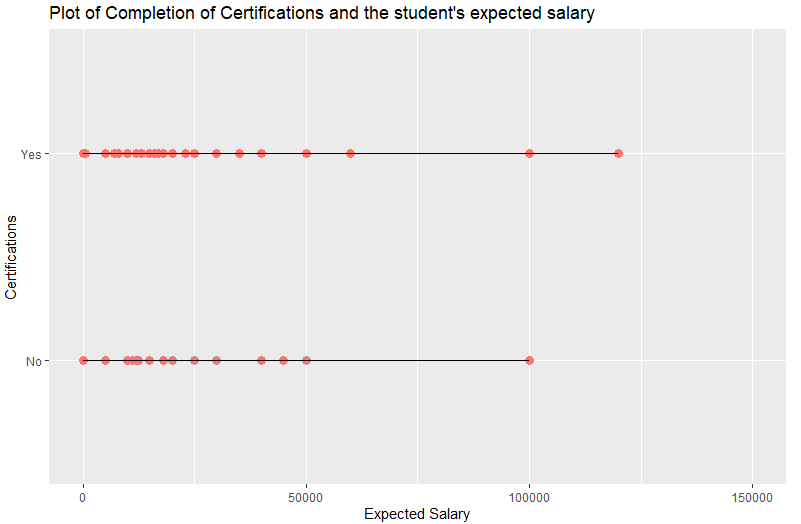 Plot of Completion of Certifications and the student's expected salary
Yes
Certifications
No
0 50000 100000 150000
Expected Salary